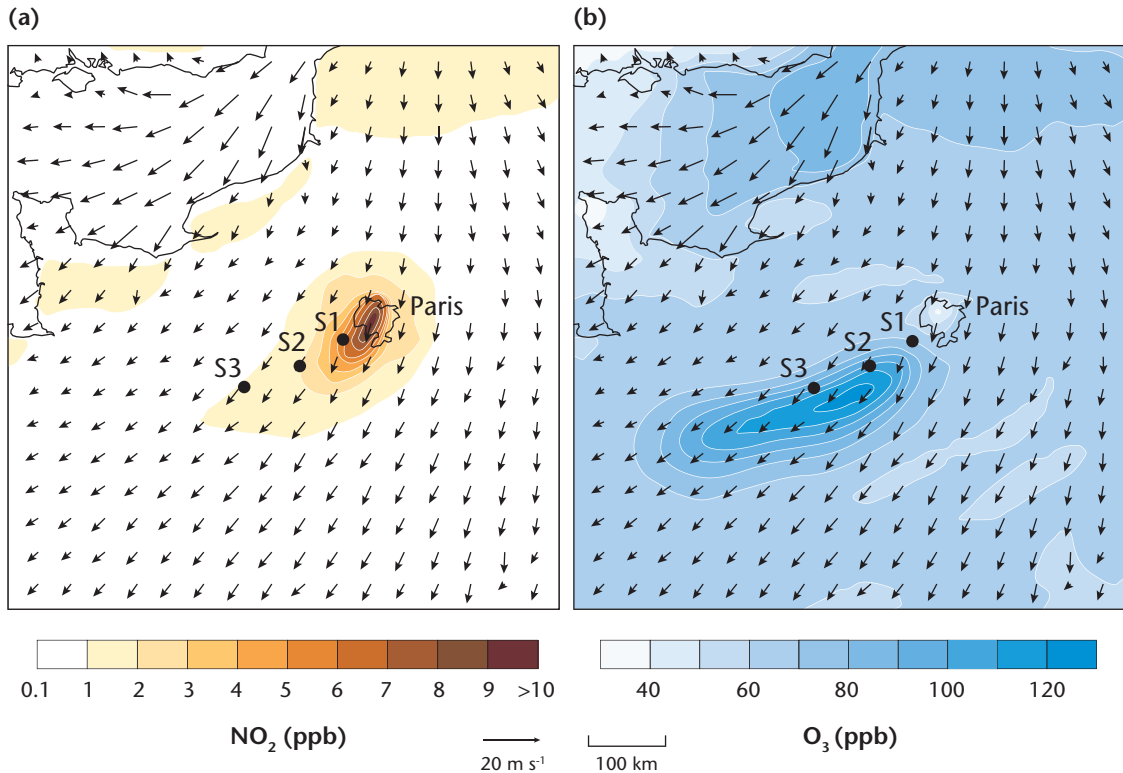 (a)
Paris
S1
S2
S3
0.1 1 2 3 4 5 6 7 8 9 >10
NO₂ (ppb)
(b)
Paris
S1
S2
S3
40 60 80 100 120
O₃ (ppb)
20 m s⁻¹
100 km